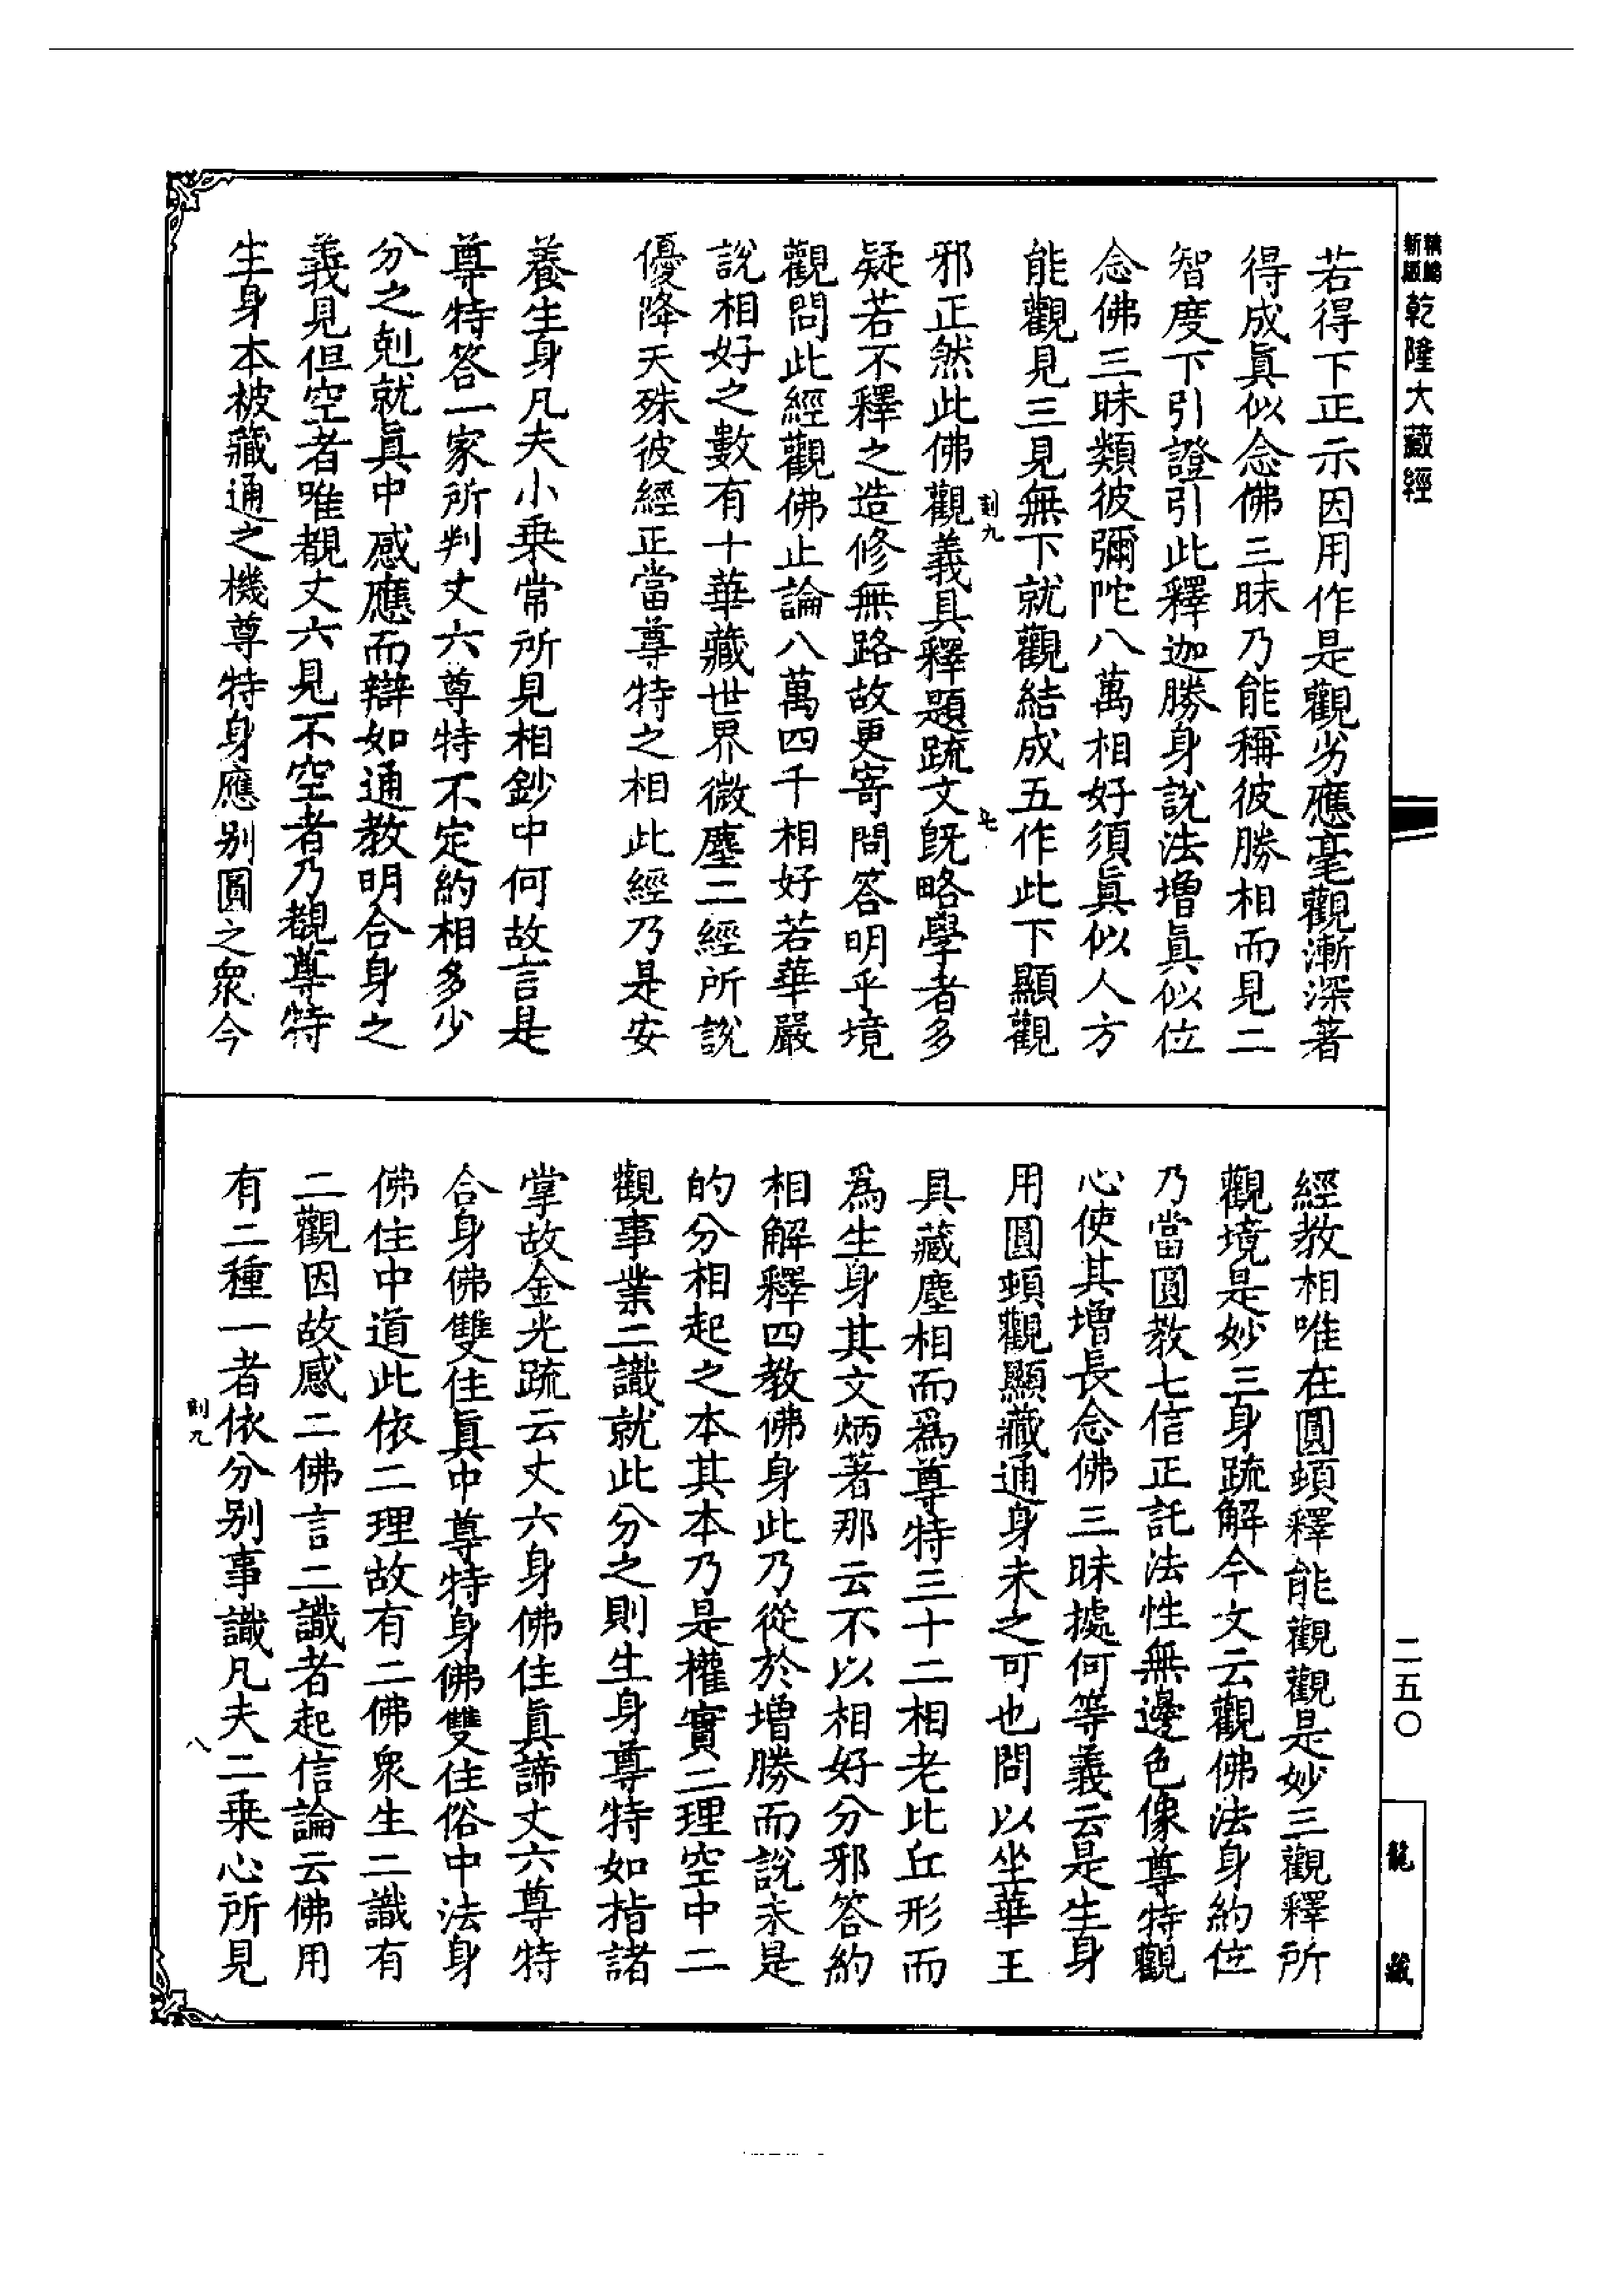 精縮新版乾隆大藏經
若得下正示因用作是觀劣應毫觀漸深著
得成眞似念佛三昧乃能稱彼勝相而見二
智度下引證引此釋迦勝身說法增眞似位
念佛三昧類彼彌陀八萬相好須眞似人方
能觀見三見無下就觀結成五作此下顯觀
刻九
七
邪正然此佛觀義具釋題疏文旣略學者多
疑若不釋之造修無路故更寄問答明乎境
觀問此經觀佛止論八萬四千相好若華嚴
說相好之數有十華藏世界微塵二經所說
優降天殊彼經正當尊特之相此經乃是安
養生身凡夫小乘常所見相鈔中何故言是
尊特答一家所判丈六尊特不定約相多少
分之剋就眞中感應而辯如通教明合身之
義見但空者唯覩丈六見不空者乃覩尊特
生身本被藏通之機尊特身應别圓之衆今
經教相唯在圓頓釋能觀觀是妙三觀釋所
觀境是妙三身疏解今文云觀佛法身約位
乃當圓教七信正託法性無邊色像尊特觀
心使其增長念佛三昧據何等義云是生身
用圓頓觀顯藏通身未之可也問以坐華王
具藏塵相而爲尊特三十二相老比丘形而
爲生身其文炳著那云不以相好分邪答約
相解釋四教佛身此乃從於增勝而說未是
的分相起之本其本乃是權實二理空中二
觀事業二識就此分之則生身尊特如指諸
掌故金光疏云丈六身佛住眞諦丈六尊特
合身佛雙住眞中尊特身佛雙住俗中法身
佛住中道此依二理故有二佛衆生二識有
二觀因故感二佛言二識者起信論云佛用
有二種一者依分别事識凡夫二乘心所見
刻九
八
二五〇
龍藏